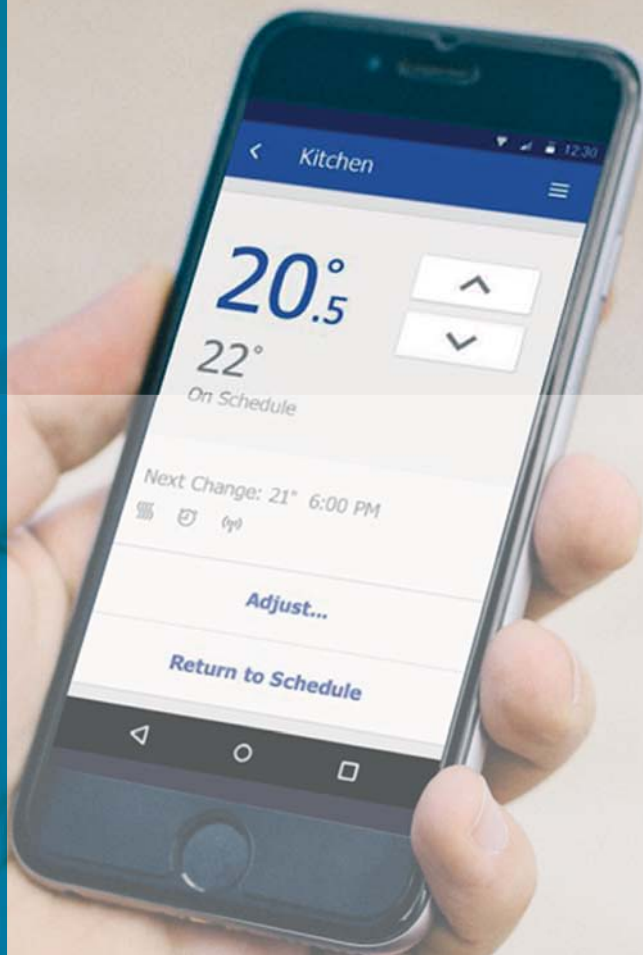 12:30
Kitchen
20°.5
22°
On Schedule
Next Change: 21° 6:00 PM
Adjust...
Return to Schedule